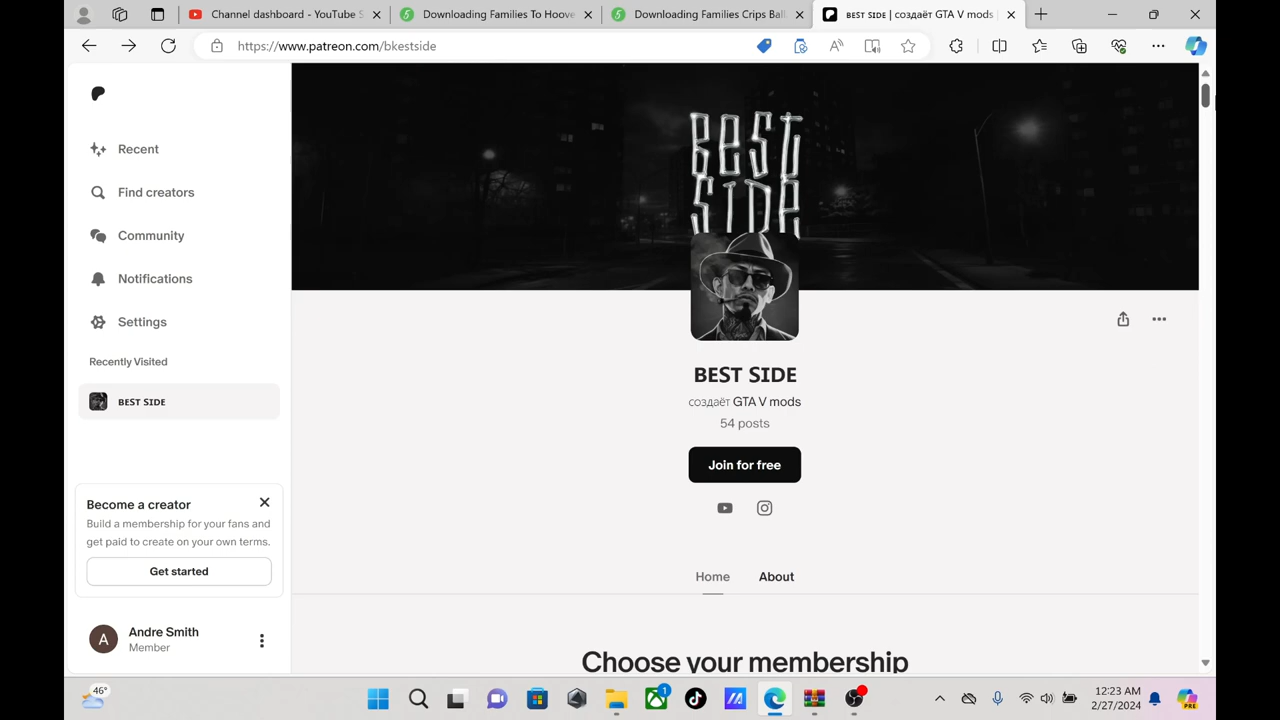 Channel dashboard - YouTube S
Downloading Families To Hoove
Downloading Families Crips Ball
BEST SIDE | создаёт GTA V mods
https://www.patreon.com/bkestside
BEST
SIDE
Recent
Find creators
Community
Notifications
Settings
Recently Visited
BEST SIDE
BEST SIDE
создаёт GTA V mods
54 posts
Join for free
Become a creator
Build a membership for your fans and
get paid to create on your own terms.
Get started
Home About
A
Andre Smith
Member
Choose your membership
46°
1
12:23 AM
2/27/2024
PRE